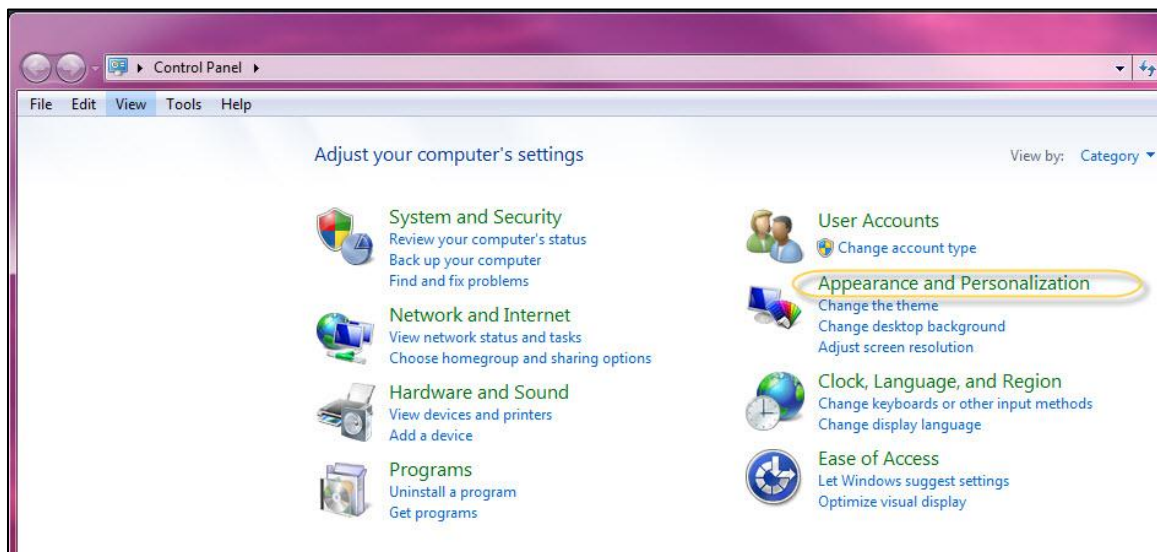 Control Panel
File Edit View Tools Help
Adjust your computer's settings
View by: Category
System and Security
Review your computer's status
Back up your computer
Find and fix problems
Network and Internet
View network status and tasks
Choose homegroup and sharing options
Hardware and Sound
View devices and printers
Add a device
Programs
Uninstall a program
Get programs
User Accounts
Change account type
Appearance and Personalization
Change the theme
Change desktop background
Adjust screen resolution
Clock, Language, and Region
Change keyboards or other input methods
Change display language
Ease of Access
Let Windows suggest settings
Optimize visual display